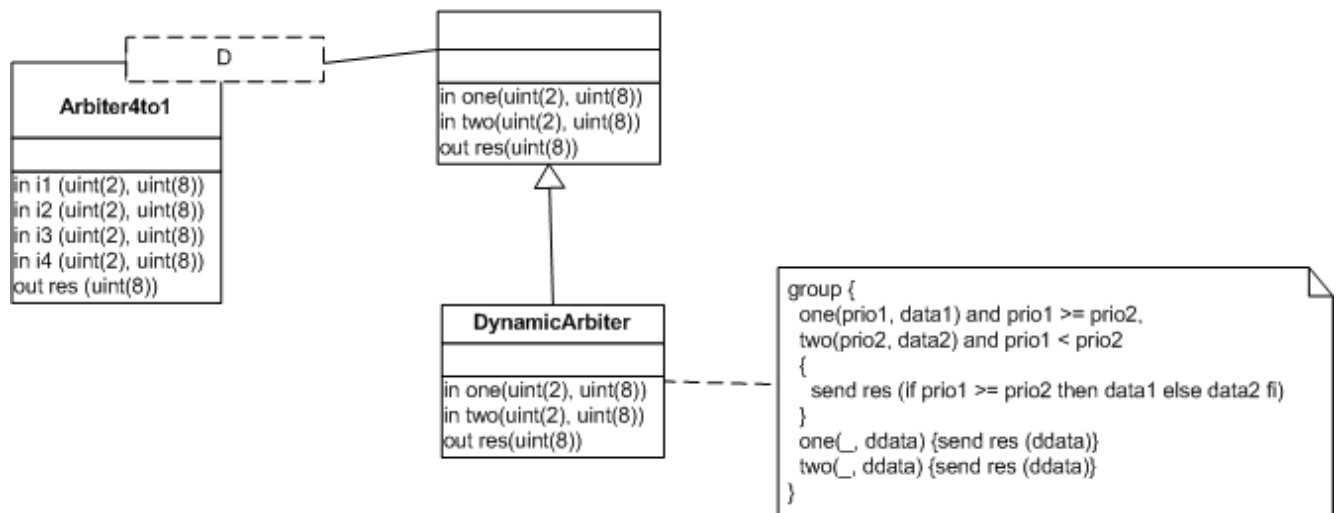 D
Arbiter4to1
in i1 (uint(2), uint(8))
in i2 (uint(2), uint(8))
in i3 (uint(2), uint(8))
in i4 (uint(2), uint(8))
out res (uint(8))
in one(uint(2), uint(8))
in two(uint(2), uint(8))
out res(uint(8))
DynamicArbiter
in one(uint(2), uint(8))
in two(uint(2), uint(8))
out res(uint(8))
group {
one(prio1, data1) and prio1 >= prio2,
two(prio2, data2) and prio1 < prio2
{
send res (if prio1 >= prio2 then data1 else data2 fi)
}
one(_, ddata) {send res (ddata)}
two(_, ddata) {send res (ddata)}
}